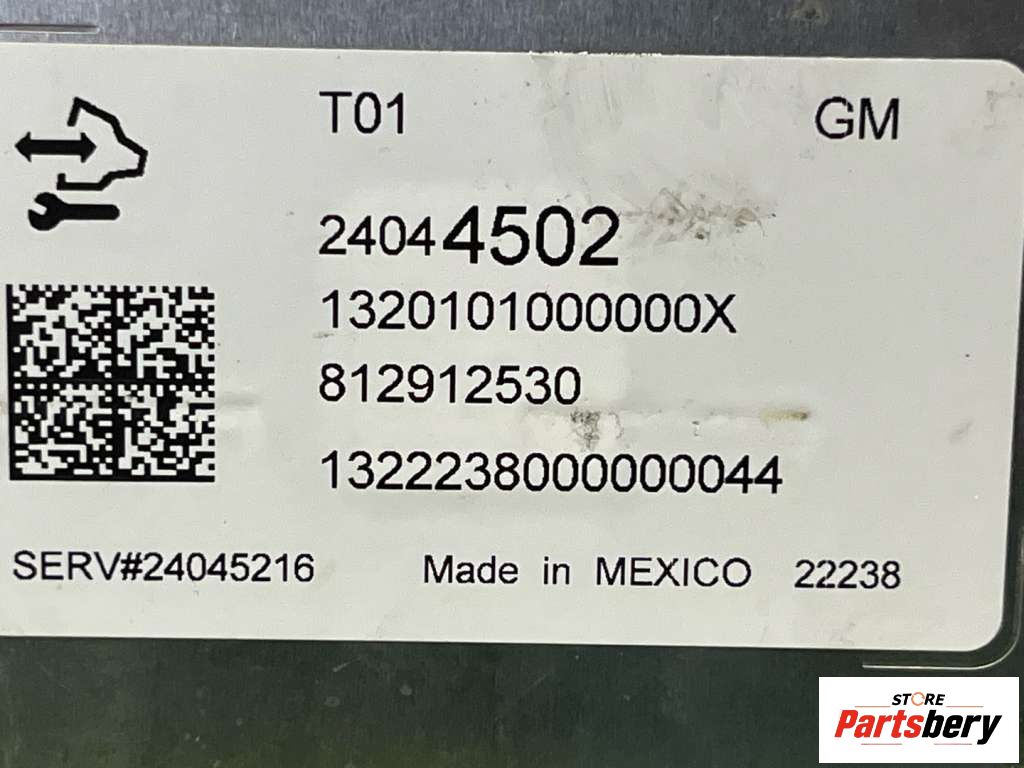 T01 GM
24044502
1320101000000X
812912530
1322238000000044
SERV#24045216 Made in MEXICO 22238
STORE
Partsbery